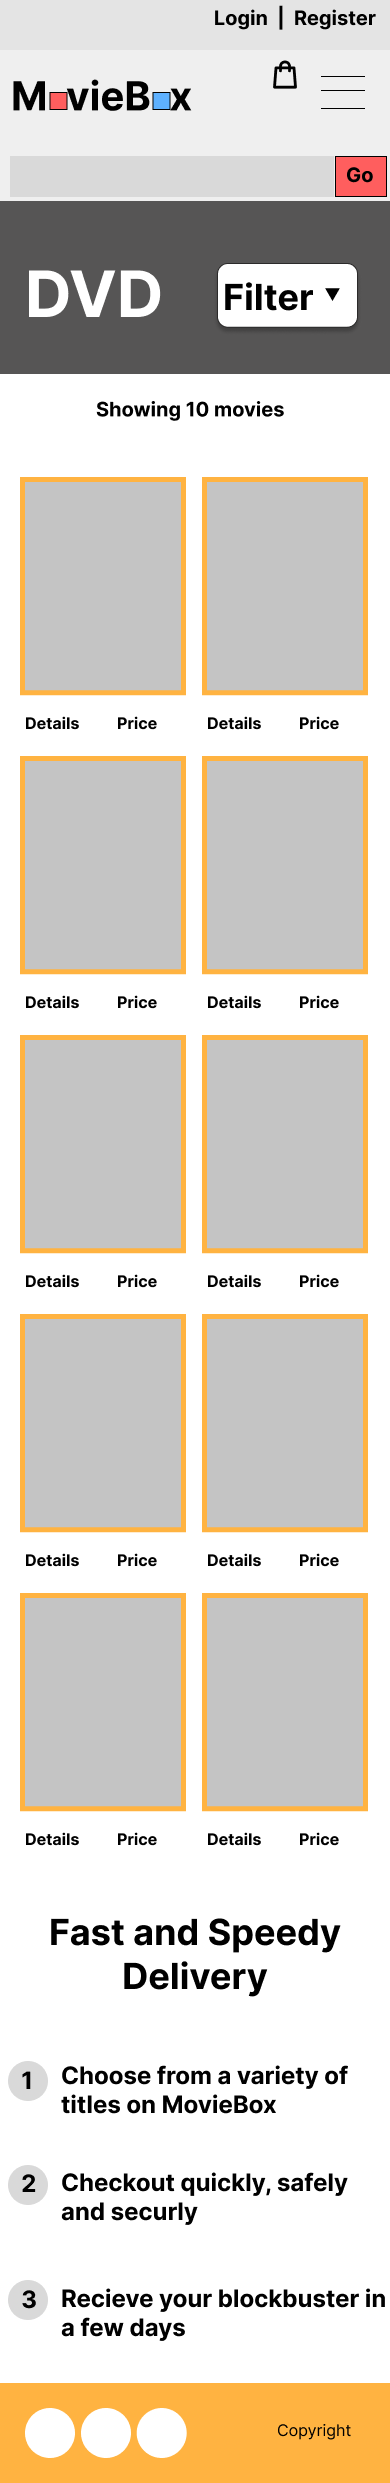 Login | Register
MovieBox
Go
DVD
Filter ▼
Showing 10 movies
Details Price Details Price
Details Price Details Price
Details Price Details Price
Details Price Details Price
Details Price Details Price
Fast and Speedy
Delivery
1 Choose from a variety of
titles on MovieBox
2 Checkout quickly, safely
and securly
3 Recieve your blockbuster in
a few days
Copyright